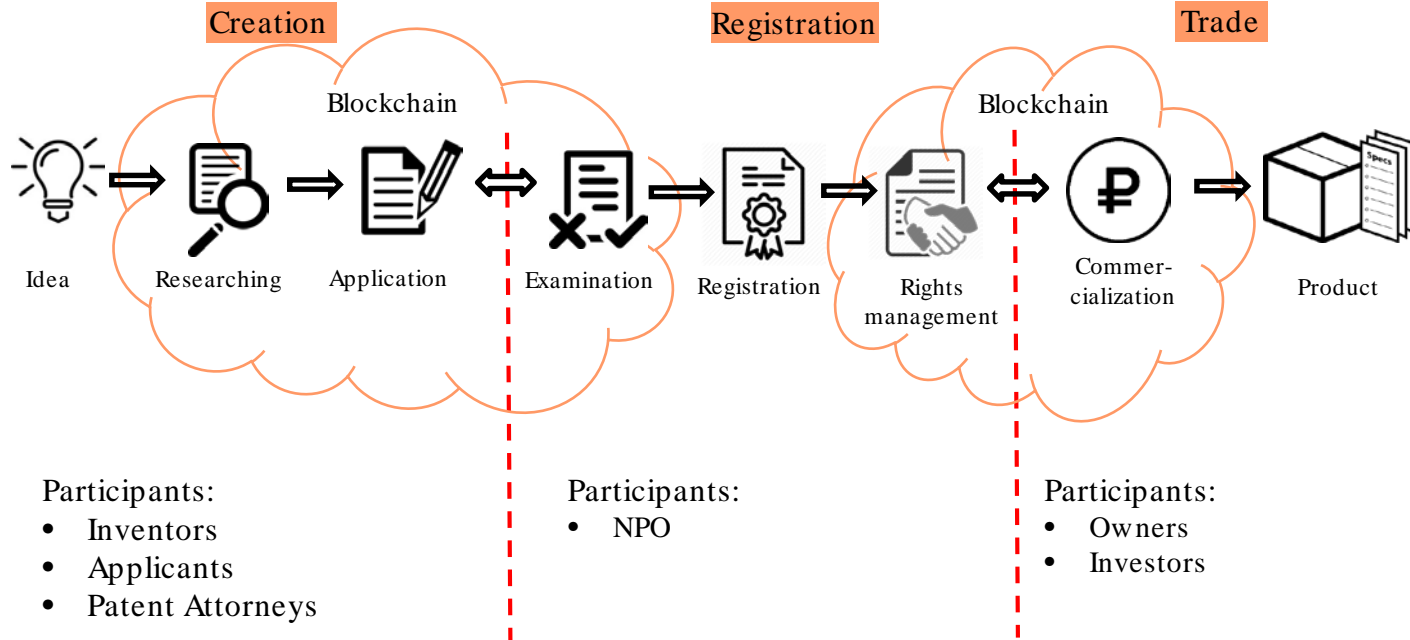 Creation
Registration
Trade
Blockchain
Blockchain
Specs
Idea
Researching
Application
Examination
Registration
Rights
management
Commer-
cialization
Product
Participants:
• Inventors
• Applicants
• Patent Attorneys
Participants:
• NPO
Participants:
• Owners
• Investors